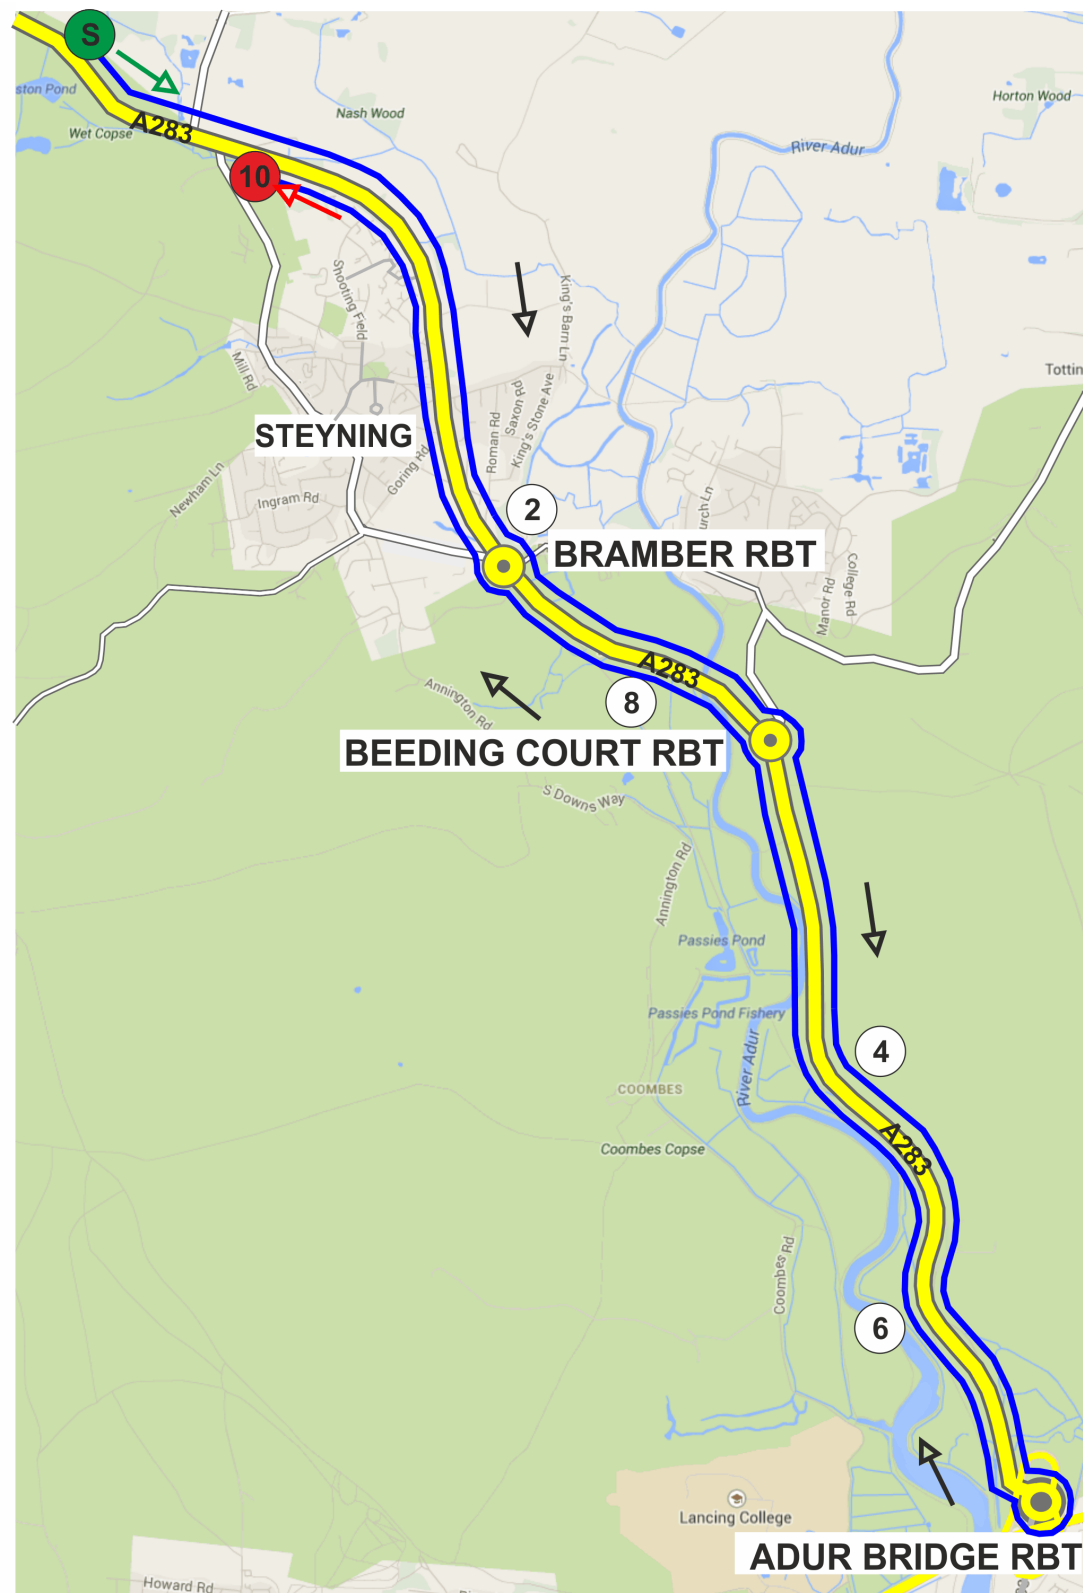 S
ston Pond
Nash Wood
Horton Wood
Wet Copse
A283
River Adur
10
Shooting Field
King's Barn Ln
Mill Rd
Tottin
Saxon Rd
King's Stone Ave
Roman Rd
STEYNING
Goring Rd
Newham Ln
Ingram Rd
2
urch Ln
BRAMBER RBT
College Rd
Manor Rd
A283
Annington Rd
8
BEEDING COURT RBT
S Downs Way
Annington Rd
Passies Pond
Passies Pond Fishery
River Adur
4
COOMBES
A283
Coombes Copse
Coombes Rd
6
Lancing College
ADUR BRIDGE RBT
Howard Rd